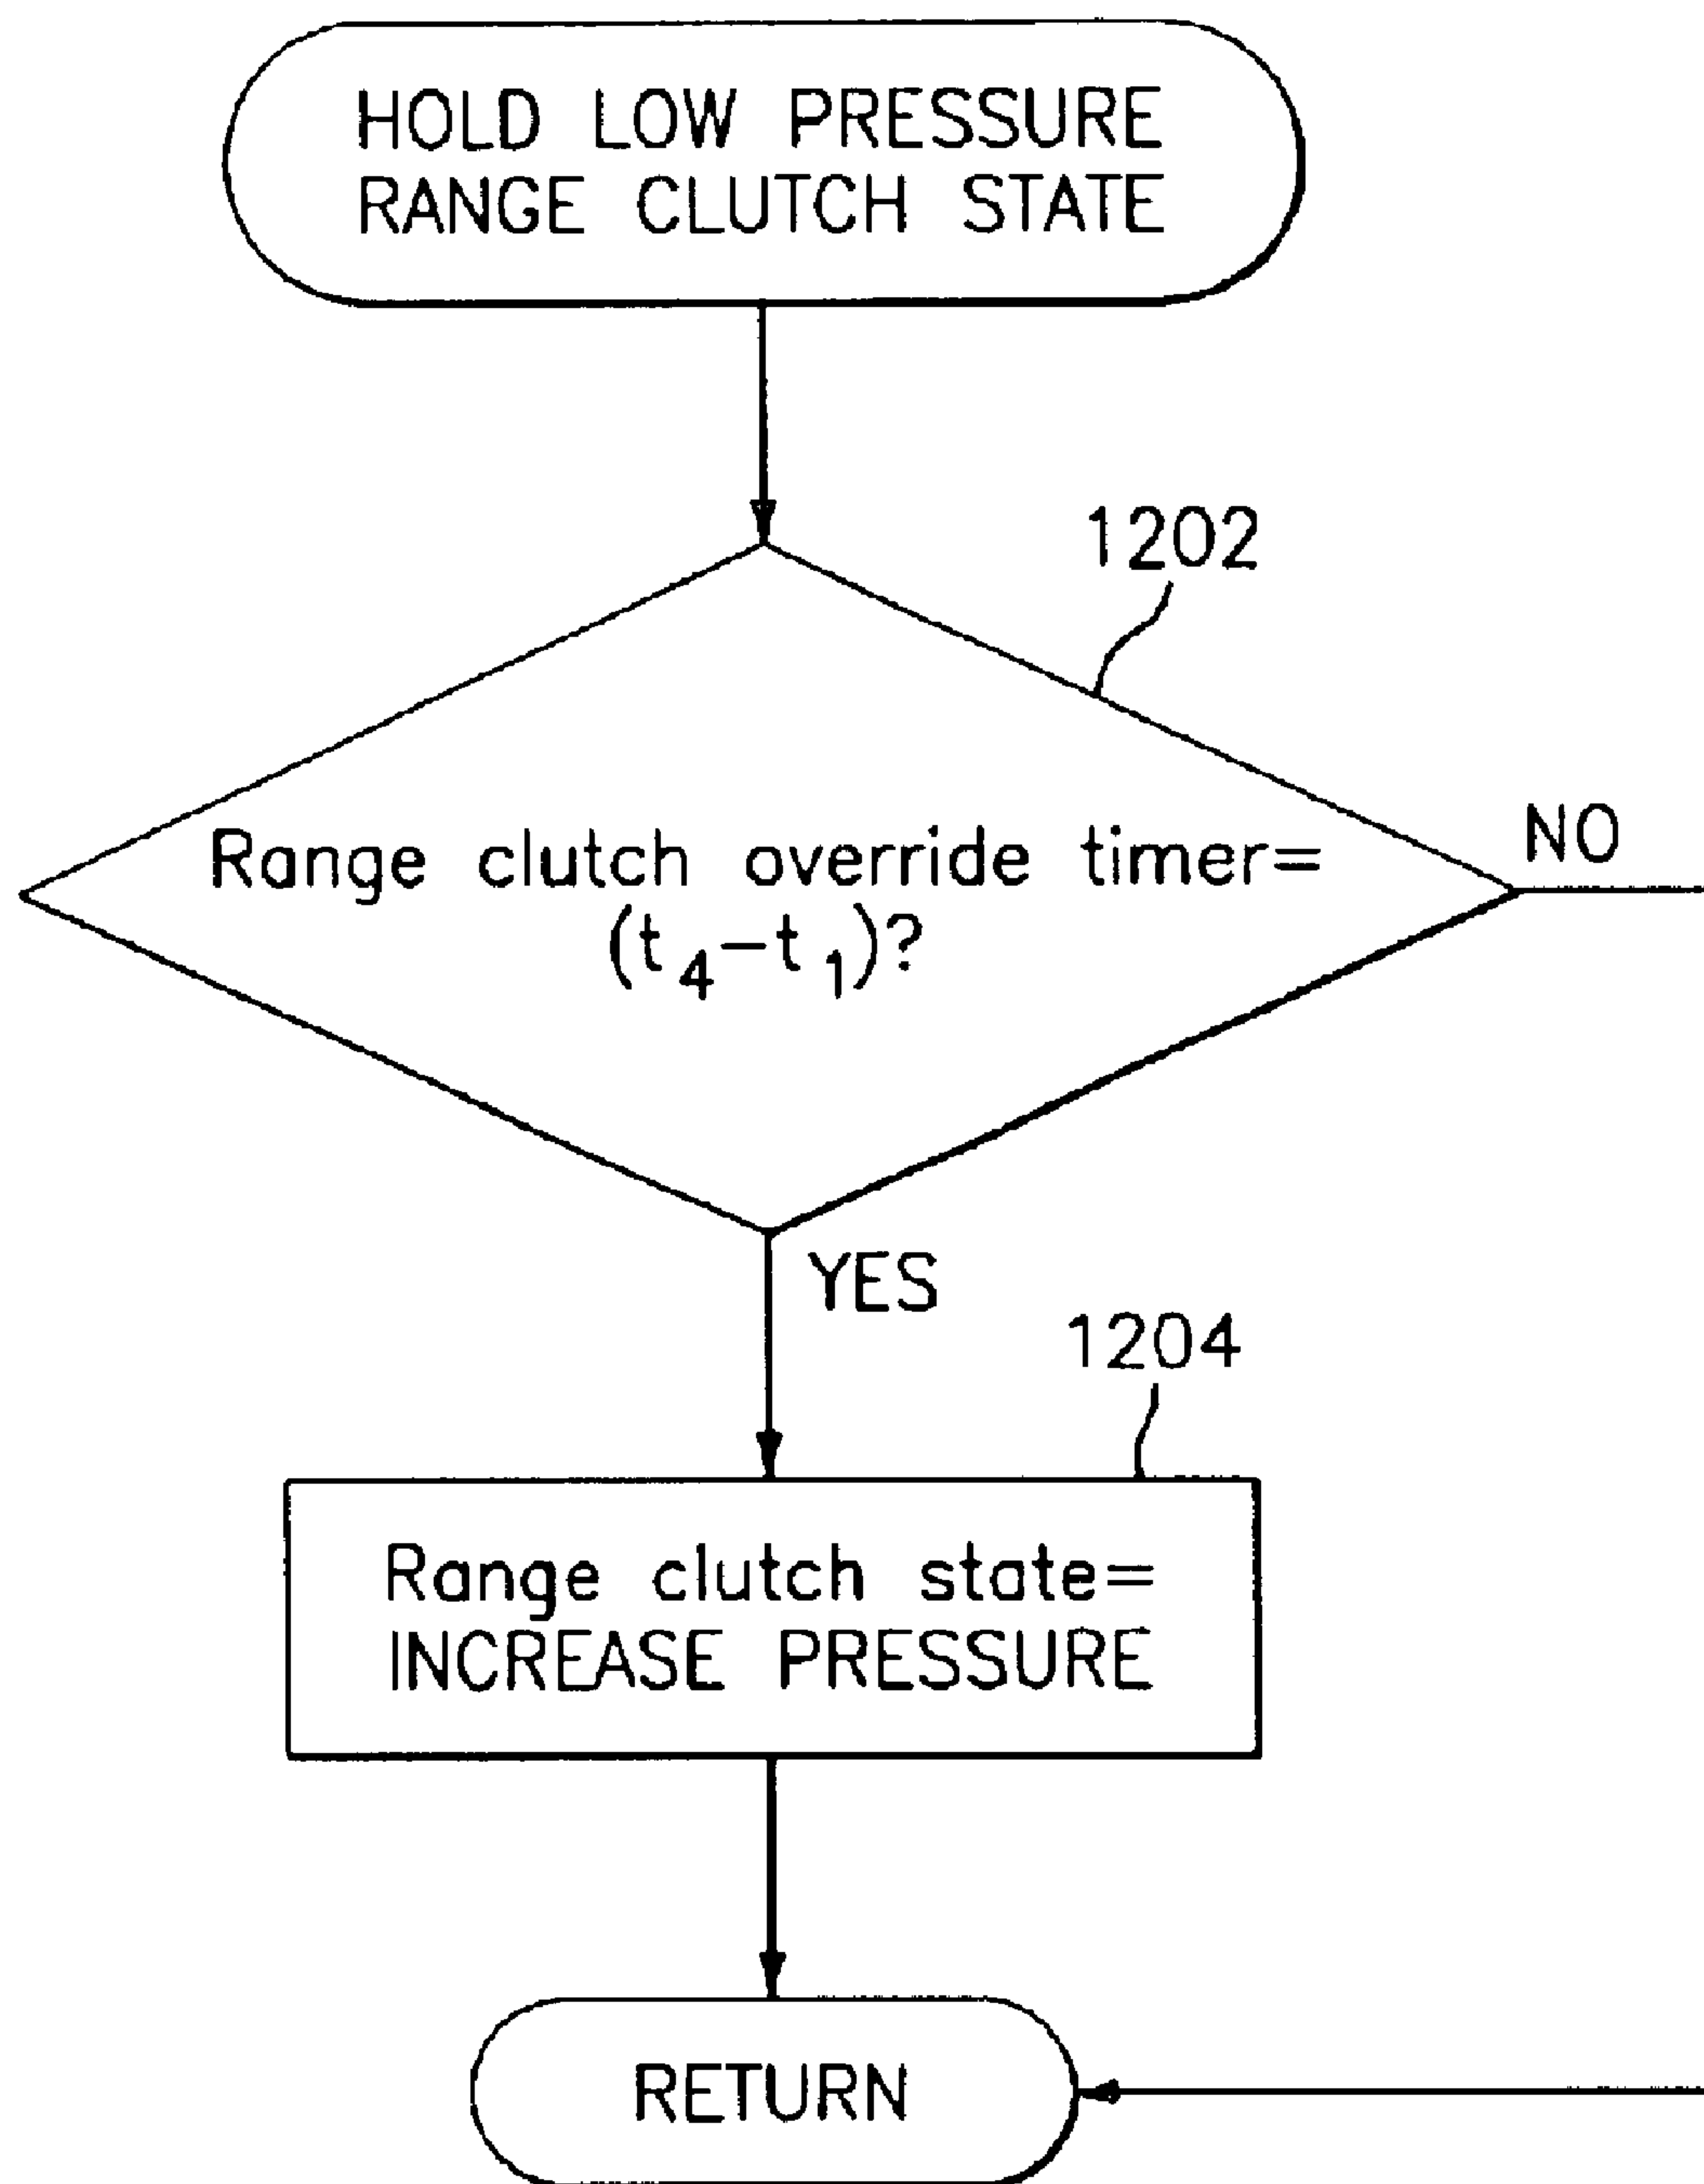 HOLD LOW PRESSURE
RANGE CLUTCH STATE
1202
Range clutch override timer=
(t₄–t₁)?
NO
YES
1204
Range clutch state=
INCREASE PRESSURE
RETURN